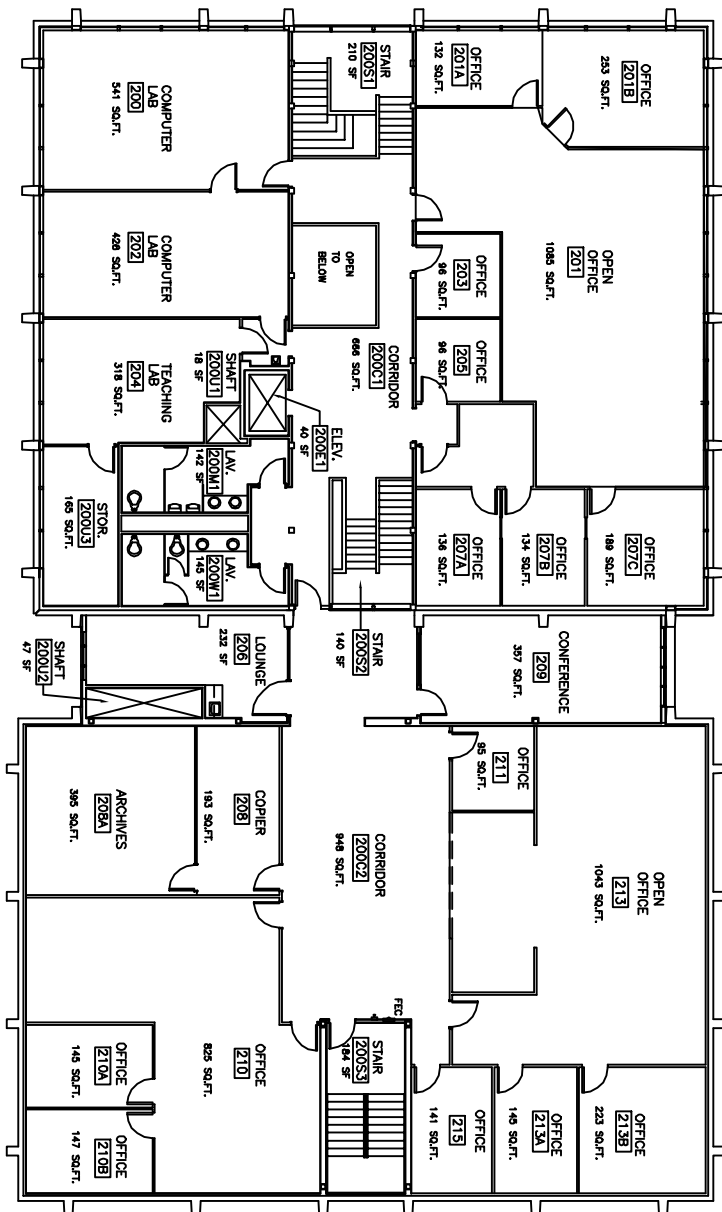 OFFICE
201B
253 SQ.FT.
OFFICE
201A
132 SQ.FT.
STAIR
200S1
210 SF
COMPUTER
LAB
200
541 SQ.FT.
OPEN
OFFICE
201
1085 SQ.FT.
OFFICE
203
96 SQ.FT.
OPEN
TO
BELOW
COMPUTER
LAB
202
426 SQ.FT.
OFFICE
205
96 SQ.FT.
CORRIDOR
200C1
666 SQ.FT.
SHAFT
200U1
18 SF
TEACHING
LAB
204
318 SQ.FT.
ELEV.
200E1
40 SF
LAV.
200M1
142 SF
OFFICE
207C
189 SQ.FT.
OFFICE
207B
134 SQ.FT.
OFFICE
207A
136 SQ.FT.
LAV.
200W1
145 SF
STOR.
200U3
165 SQ.FT.
CONFERENCE
209
357 SQ.FT.
STAIR
200S2
140 SF
LOUNGE
206
232 SF
SHAFT
200U2
47 SF
OFFICE
211
95 SQ.FT.
COPIER
208
193 SQ.FT.
ARCHIVES
208A
395 SQ.FT.
OPEN
OFFICE
213
1043 SQ.FT.
CORRIDOR
200C2
948 SQ.FT.
FEC
STAIR
200S3
184 SF
OFFICE
210
825 SQ.FT.
OFFICE
210A
145 SQ.FT.
OFFICE
213B
223 SQ.FT.
OFFICE
213A
145 SQ.FT.
OFFICE
215
141 SQ.FT.
OFFICE
210B
147 SQ.FT.